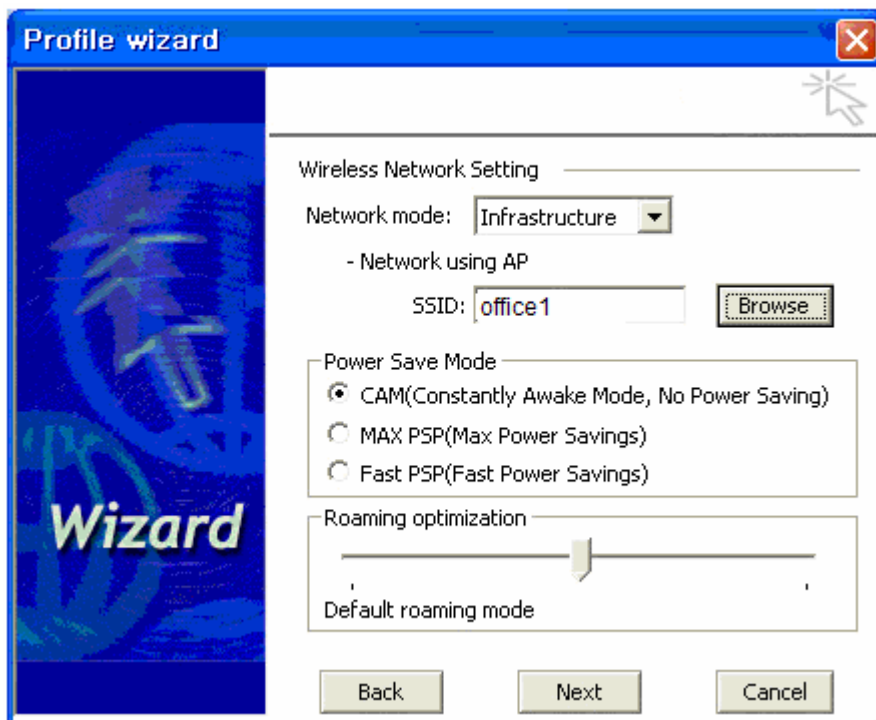 Profile wizard
Wireless Network Setting
Network mode: Infrastructure
- Network using AP
SSID: office1 Browse
Power Save Mode
CAM(Constantly Awake Mode, No Power Saving)
MAX PSP(Max Power Savings)
Fast PSP(Fast Power Savings)
Wizard
Roaming optimization
Default roaming mode
Back Next Cancel